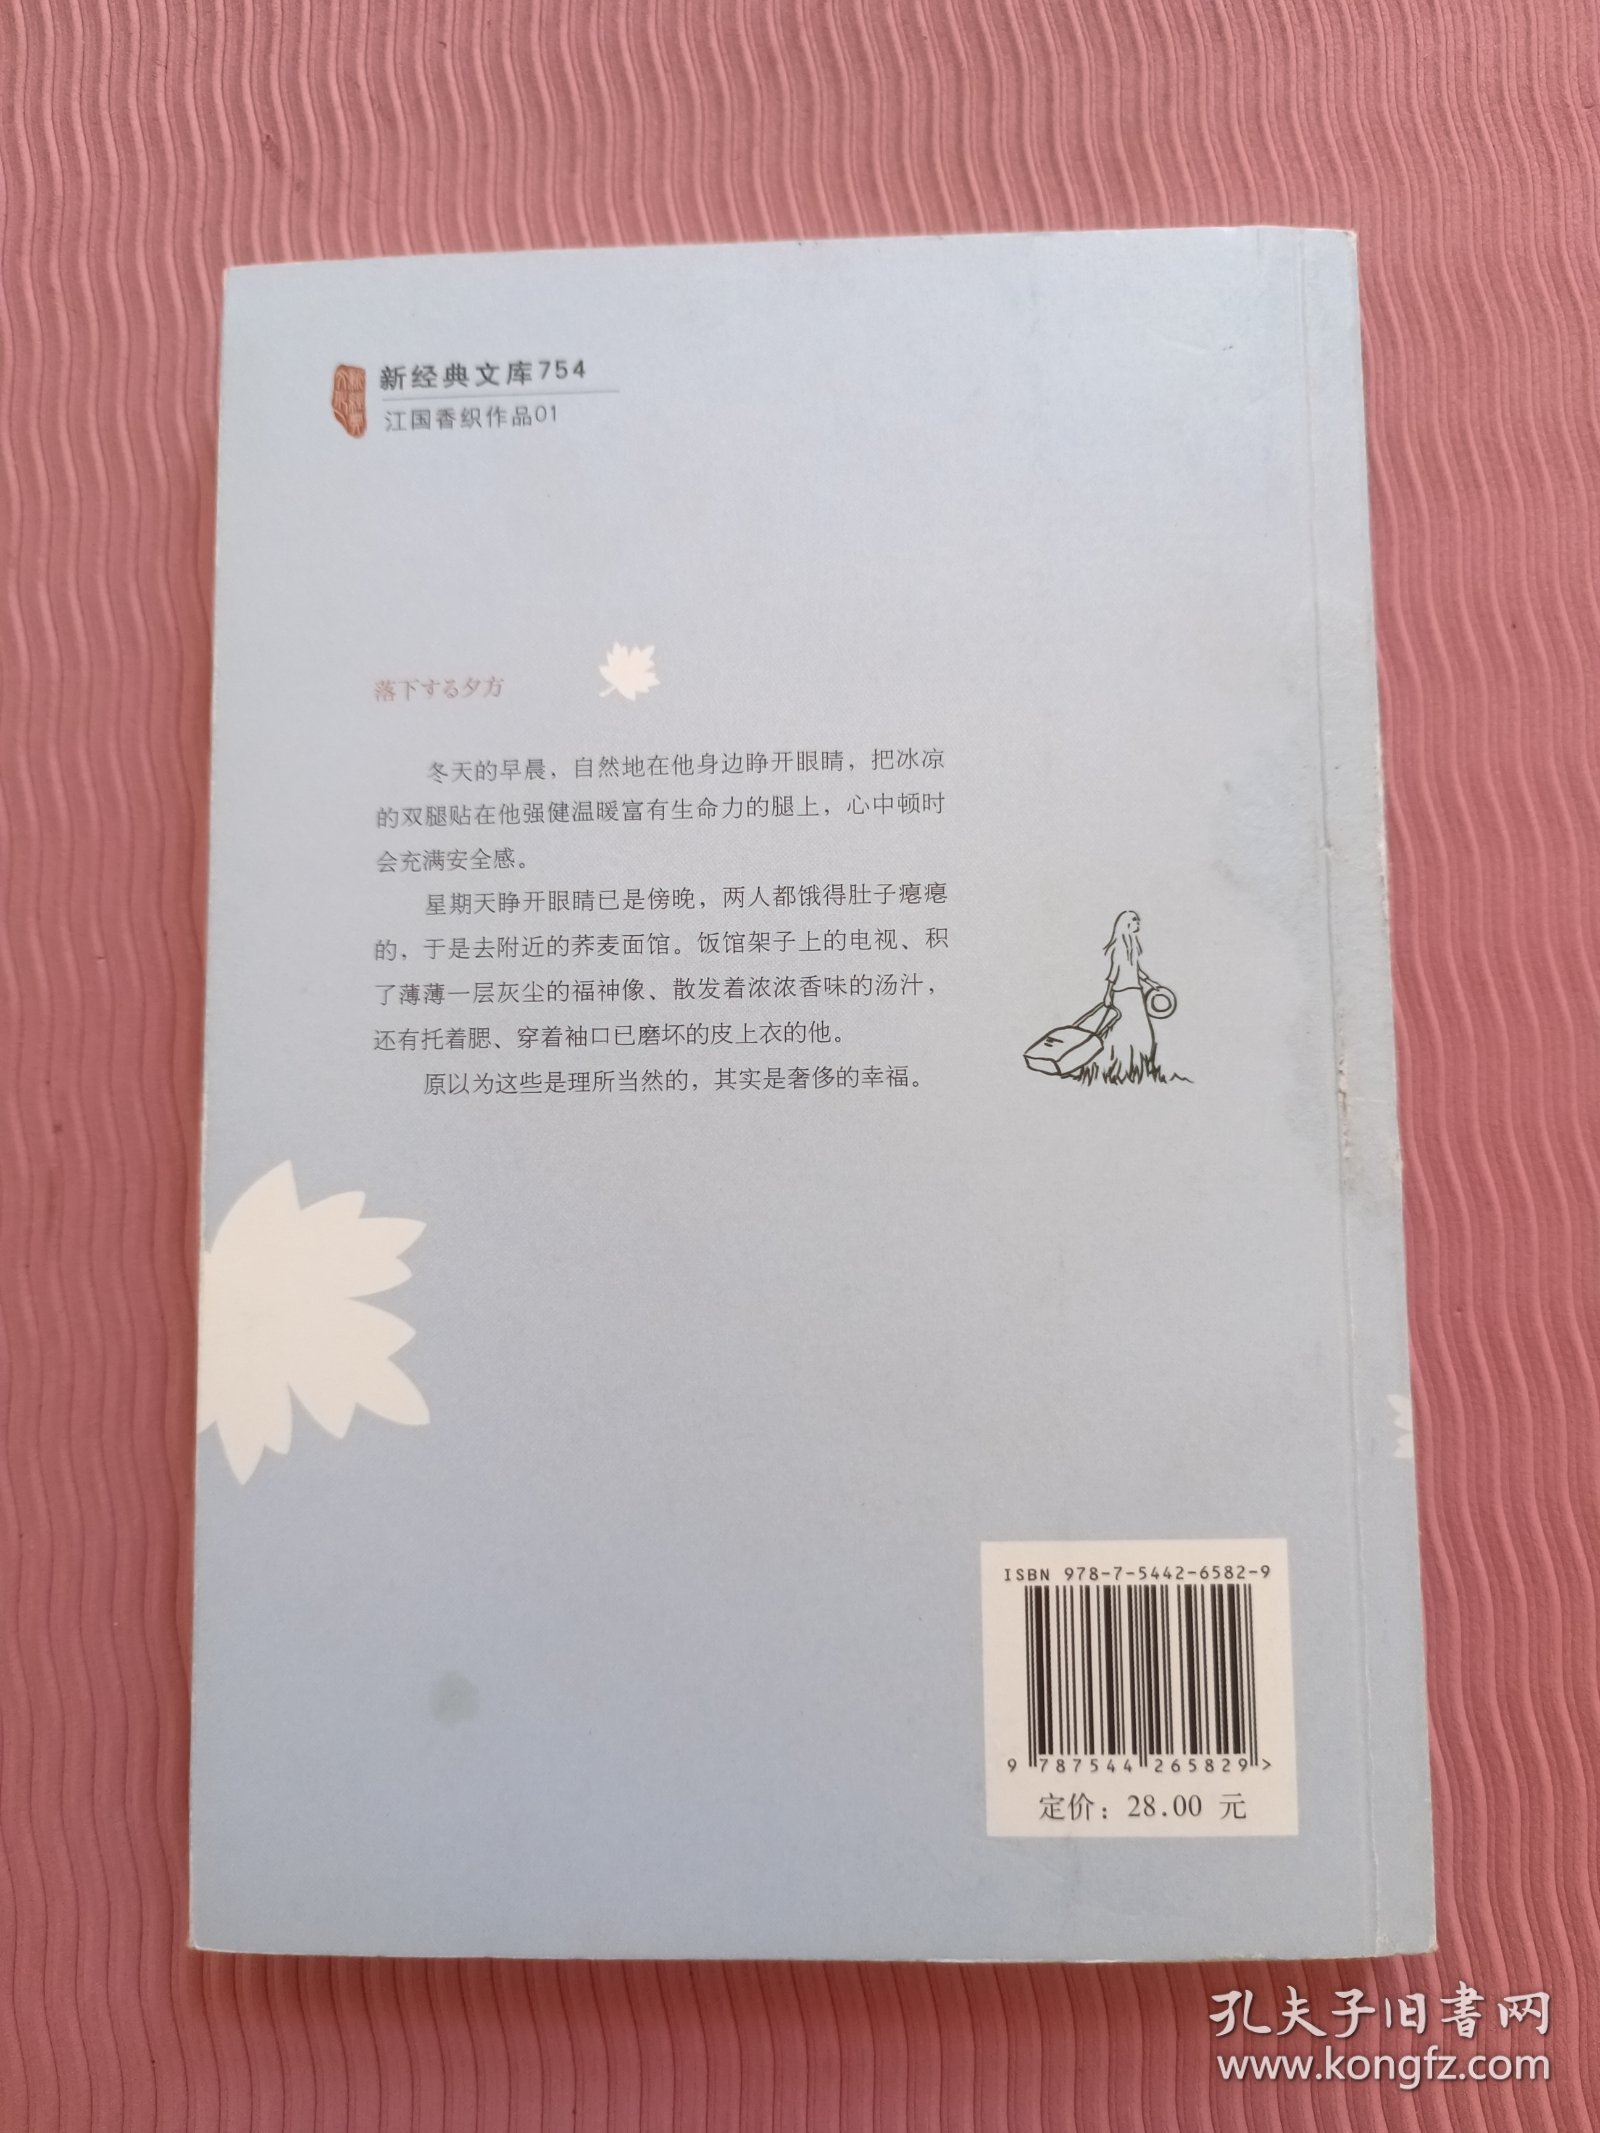 新经典文库754
江国香织作品01
落下する夕方
冬天的早晨，自然地在他身边睁开眼睛，把冰凉
的双腿贴在他强健温暖富有生命力的腿上，心中顿时
会充满安全感。
星期天睁开眼睛已是傍晚，两人都饿得肚子瘪瘪
的，于是去附近的荞麦面馆。饭馆架子上的电视、积
了薄薄一层灰尘的福神像、散发着浓浓香味的汤汁，
还有托着腮、穿着袖口已磨坏的皮上衣的他。
原以为这些是理所当然的，其实是奢侈的幸福。
ISBN 978-7-5442-6582-9
9 787544 265829 >
定价：28.00 元
孔夫子旧书网
www.kongfz.com